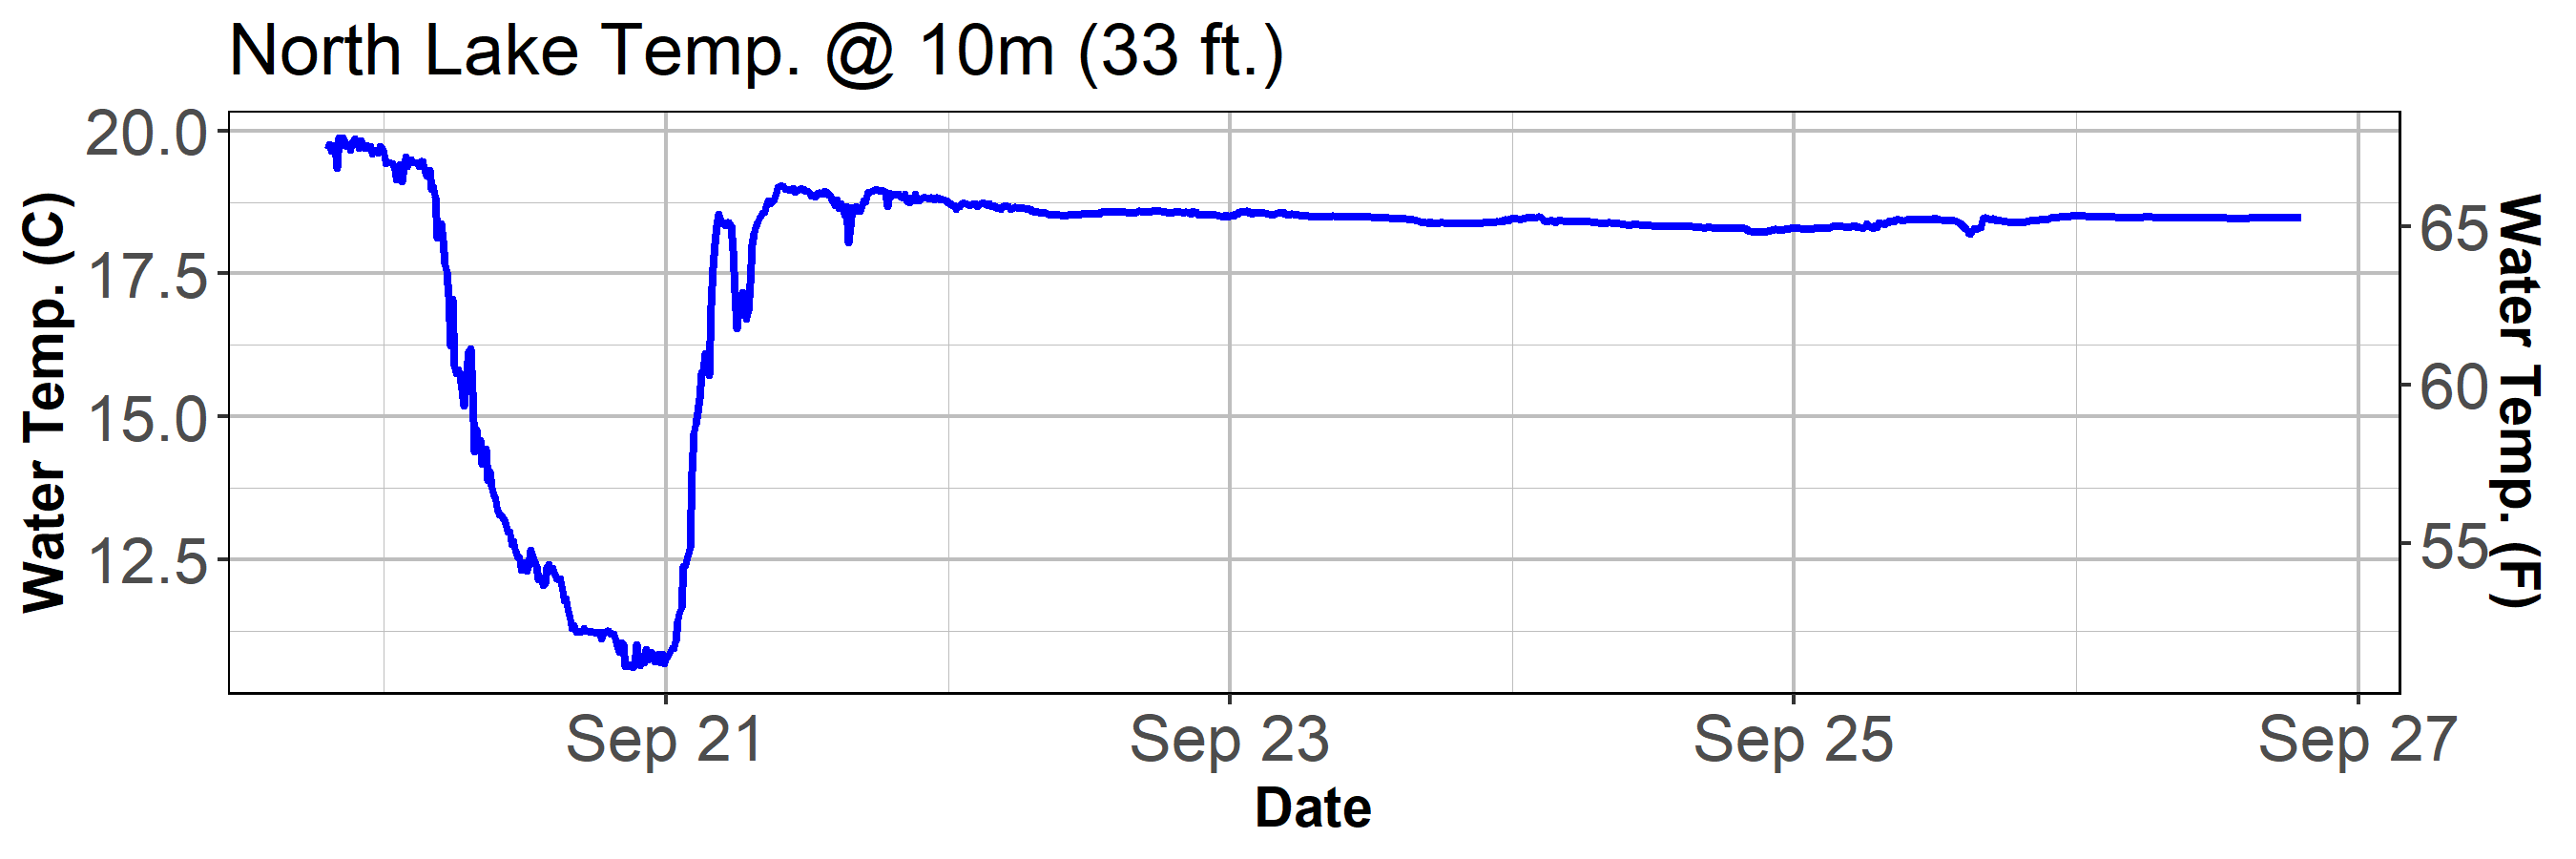 North Lake Temp. @ 10m (33 ft.)
Water Temp. (C)
20.0
17.5
15.0
12.5
65
60
55
Water Temp. (F)
Sep 21 Sep 23 Sep 25 Sep 27
Date